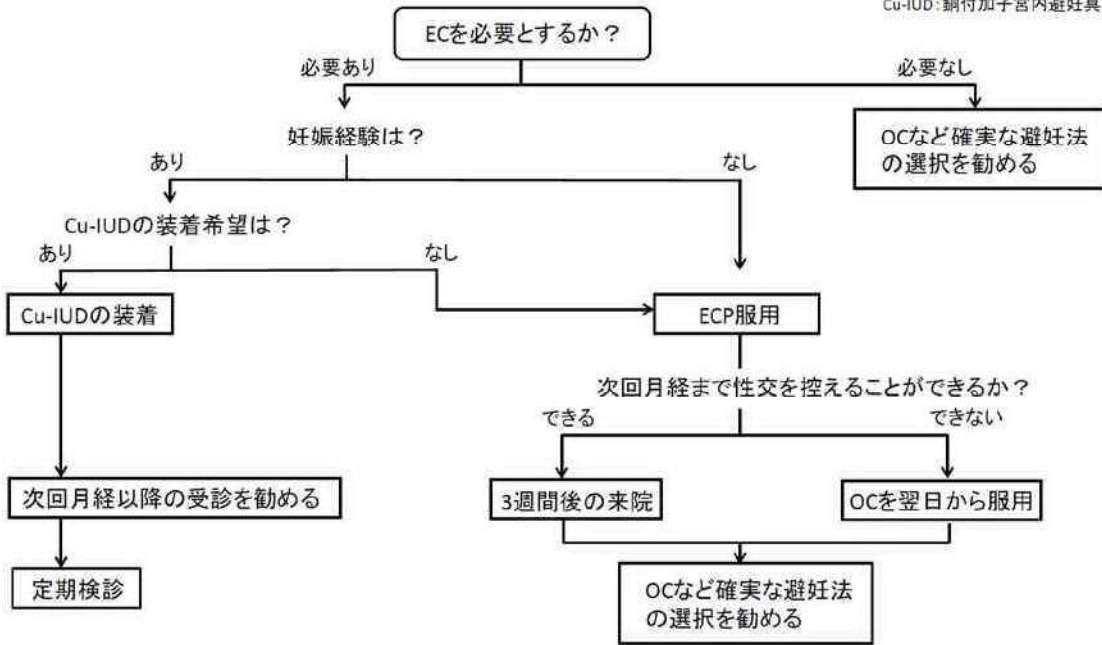 Cu-IUD:銅付加子宮内避妊具
ECを必要とするか？
必要あり
必要なし
妊娠経験は？
OCなど確実な避妊法
の選択を勧める
あり
なし
Cu-IUDの装着希望は？
あり
なし
Cu-IUDの装着
ECP服用
次回月経まで性交を控えることができるか？
できる
できない
次回月経以降の受診を勧める
3週間後の来院
OCを翌日から服用
定期検診
OCなど確実な避妊法
の選択を勧める